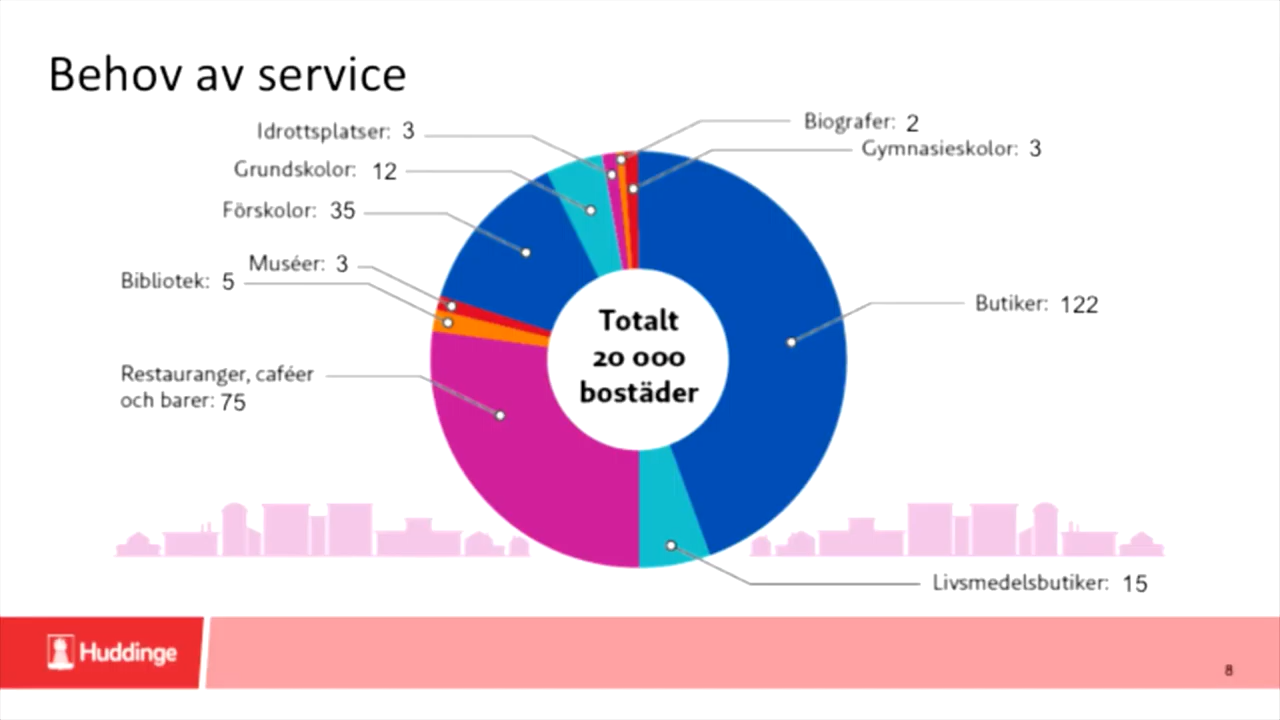 Behov av service
Idrottsplatser: 3
Grundskolor: 12
Förskolor: 35
Muséer: 3
Bibliotek: 5
Restauranger, caféer
och barer: 75
Biografer: 2
Gymnasieskolor: 3
Butiker: 122
Livsmedelsbutiker: 15
Totalt
20 000
bostäder
Huddinge
8